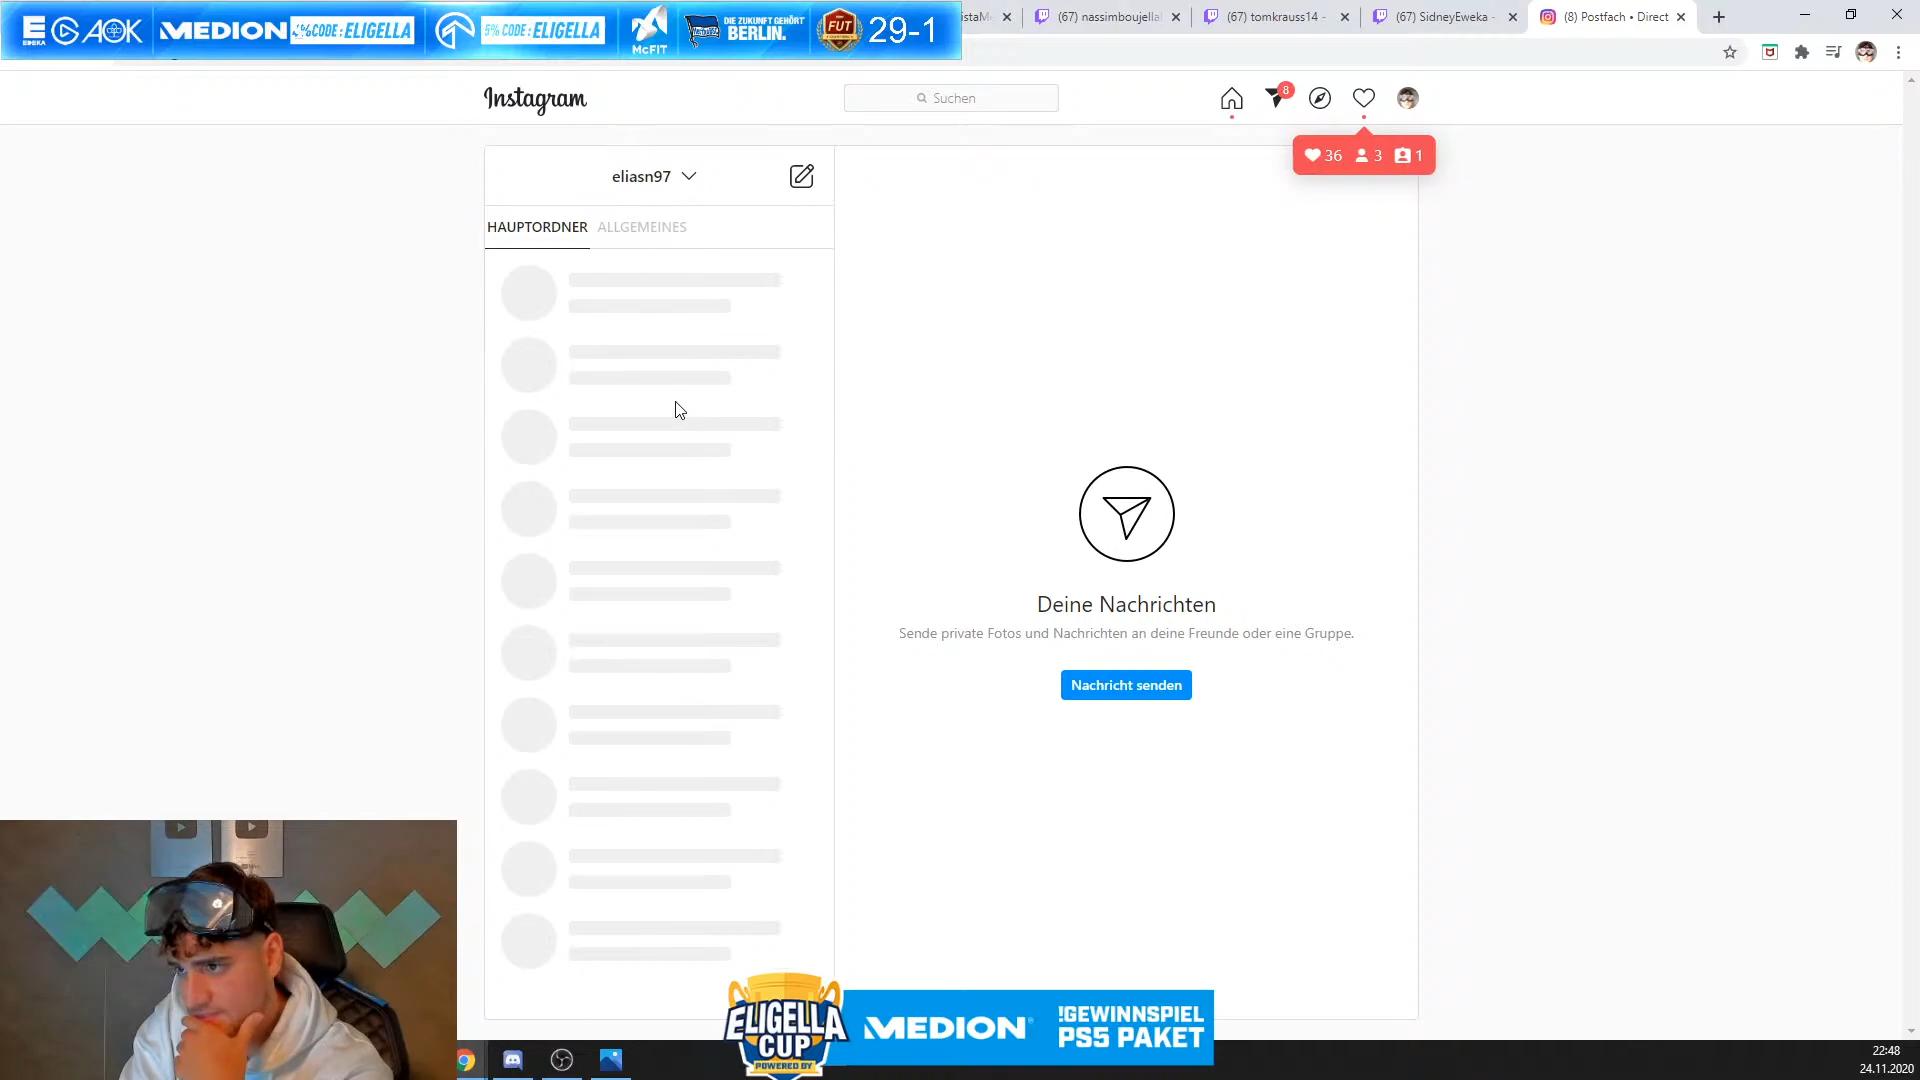 E AOK
MEDION
5% CODE: ELIGELLA
5% CODE: ELIGELLA
McFIT
DIE ZUKUNFT GEHÖRT
BERLIN.
FUT
29-1
(67) nassimboujella
(67) tomkrauss14 -
(67) SidneyEweka -
(8) Postfach • Direct
Instagram
Suchen
8
36 3 1
eliasn97
HAUPTORDNER ALLGEMEINES
Deine Nachrichten
Sende private Fotos und Nachrichten an deine Freunde oder eine Gruppe.
Nachricht senden
ELIGELLA
CUP
POWERED BY
MEDION
!GEWINNSPIEL
PS5 PAKET
22:48
24.11.2020